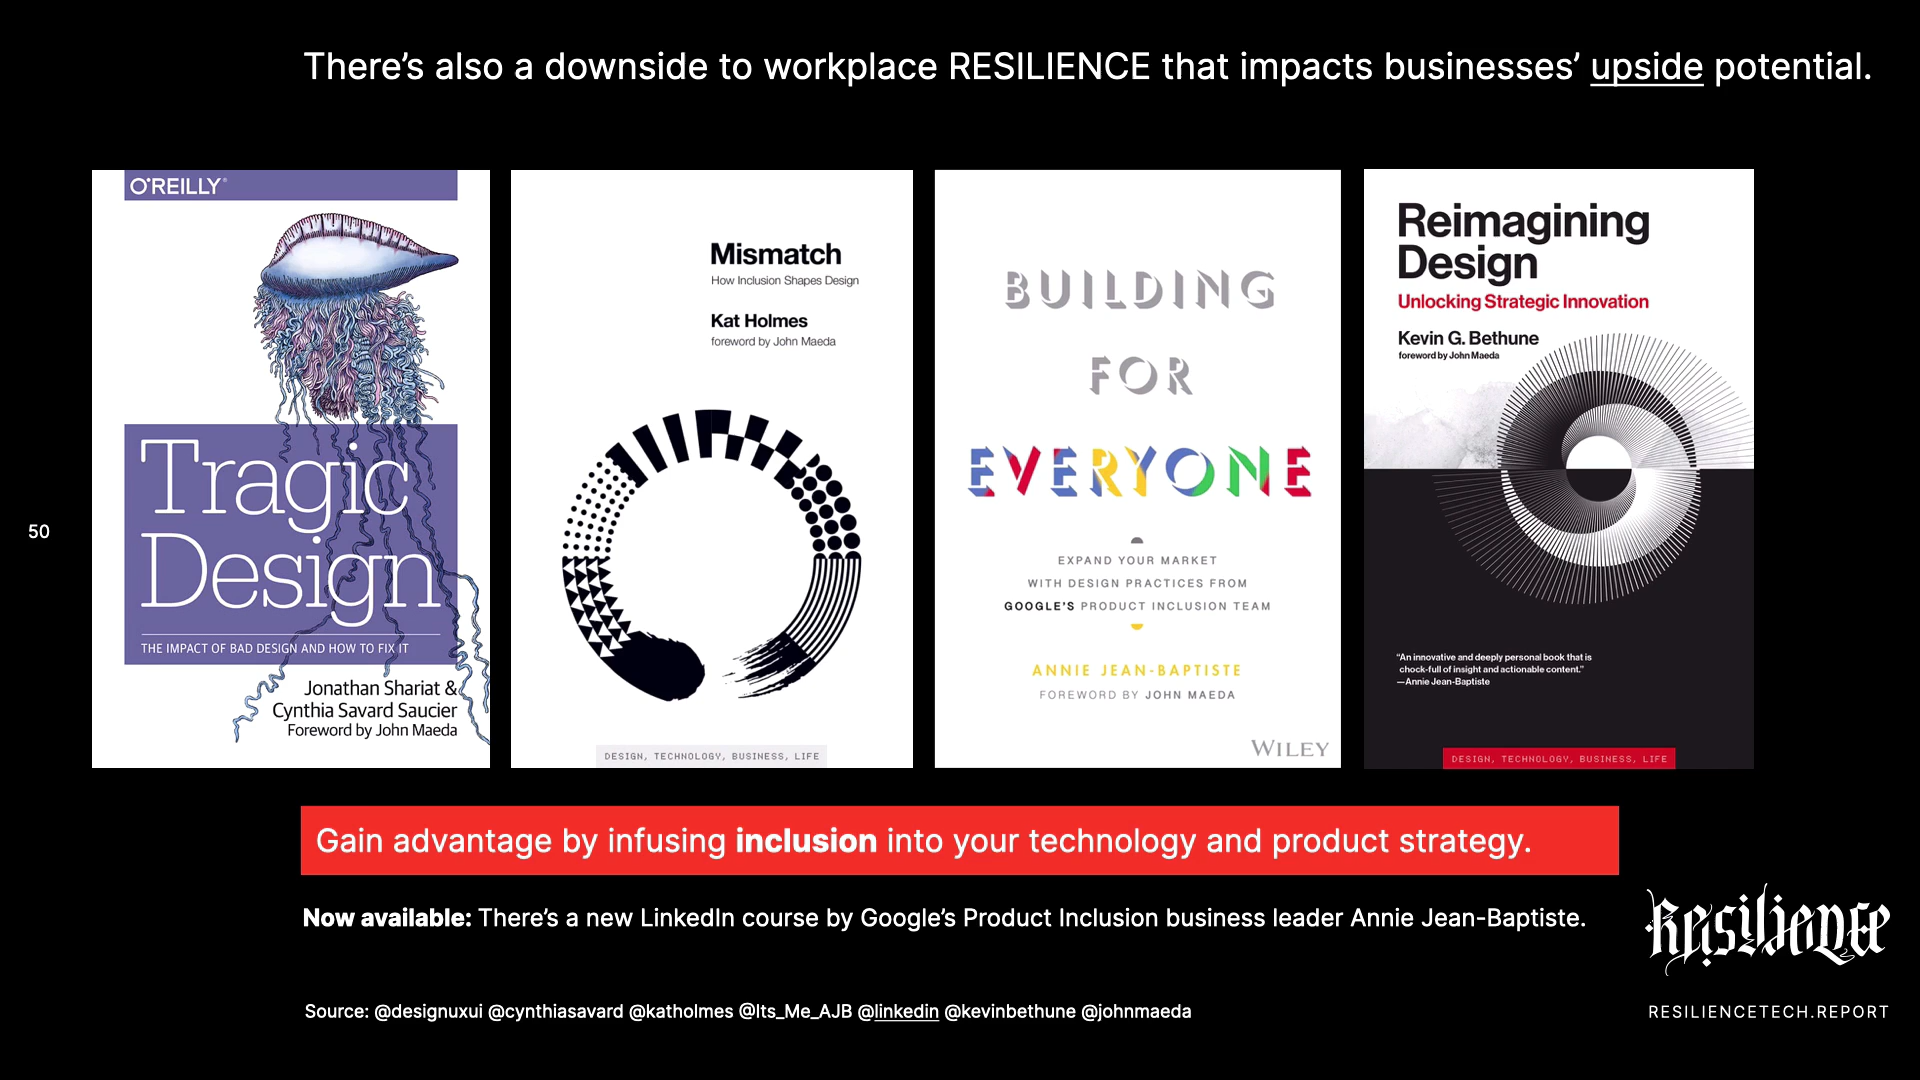 There’s also a downside to workplace RESILIENCE that impacts businesses’ upside potential.
O'REILLY®
Tragic
Design
THE IMPACT OF BAD DESIGN AND HOW TO FIX IT
Jonathan Shariat &
Cynthia Savard Saucier
Foreword by John Maeda
Mismatch
How Inclusion Shapes Design
Kat Holmes
foreword by John Maeda
DESIGN, TECHNOLOGY, BUSINESS, LIFE
BUILDING
FOR
EVERYONE
EXPAND YOUR MARKET
WITH DESIGN PRACTICES FROM
GOOGLE'S PRODUCT INCLUSION TEAM
ANNIE JEAN-BAPTISTE
FOREWORD BY JOHN MAEDA
WILEY
Reimagining
Design
Unlocking Strategic Innovation
Kevin G. Bethune
foreword by John Maeda
“An innovative and deeply personal book that is
chock-full of insight and actionable content.”
—Annie Jean-Baptiste
DESIGN, TECHNOLOGY, BUSINESS, LIFE
50
Gain advantage by infusing inclusion into your technology and product strategy.
Now available: There’s a new LinkedIn course by Google’s Product Inclusion business leader Annie Jean-Baptiste.
Resilience
Source: @designuxui @cynthiasavard @katholmes @Its_Me_AJB @linkedin @kevinbethune @johnmaeda
RESILIENCETECH.REPORT